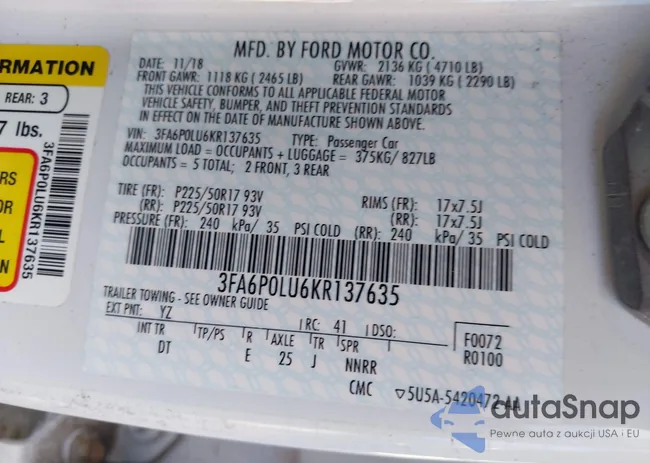 ORMATION
REAR: 3
7 lbs.
3FA6P0LU6KR137635
RS
OR
L
N
MFD. BY FORD MOTOR CO.
DATE: 11/18 GVWR: 2136 KG ( 4710 LB)
FRONT GAWR: 1118 KG ( 2465 LB) REAR GAWR: 1039 KG ( 2290 LB)
THIS VEHICLE CONFORMS TO ALL APPLICABLE FEDERAL MOTOR
VEHICLE SAFETY, BUMPER, AND THEFT PREVENTION STANDARDS
IN EFFECT ON THE DATE OF MANUFACTURE SHOWN ABOVE.
VIN: 3FA6P0LU6KR137635 TYPE: Passenger Car
MAXIMUM LOAD = OCCUPANTS + LUGGAGE = 375KG/ 827LB
OCCUPANTS = 5 TOTAL; 2 FRONT, 3 REAR
TIRE (FR): P225/50R17 93V RIMS (FR): 17x7.5J
(RR): P225/50R17 93V (RR): 17x7.5J
PRESSURE (FR): 240 kPa/ 35 PSI COLD (RR): 240 kPa/ 35 PSI COLD
3FA6P0LU6KR137635
TRAILER TOWING - SEE OWNER GUIDE
EXT PNT: YZ RC: 41 DSO: F0072
INT TR TP/PS R AXLE TR SPR R0100
DT E 25 J NNRR
CMC ▽5U5A-5420472-AA
autoSnap
Pewne auta z aukcji USA i EU